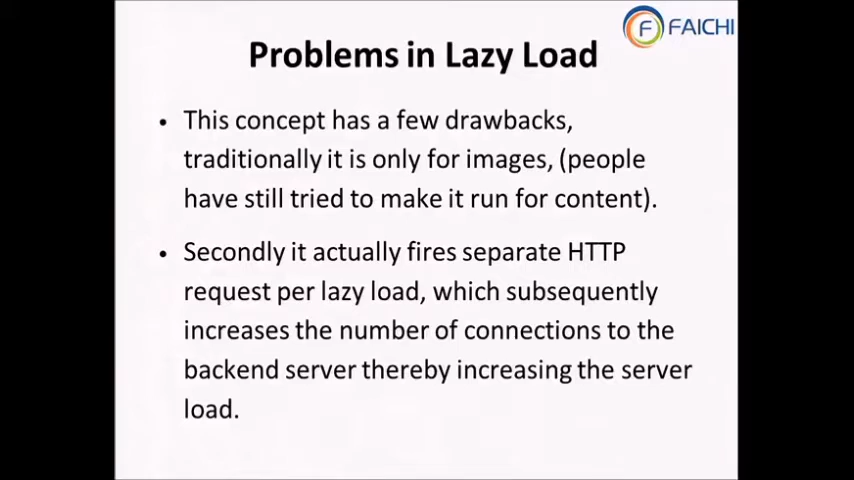 FAICHI
Problems in Lazy Load
• This concept has a few drawbacks,
traditionally it is only for images, (people
have still tried to make it run for content).
• Secondly it actually fires separate HTTP
request per lazy load, which subsequently
increases the number of connections to the
backend server thereby increasing the server
load.